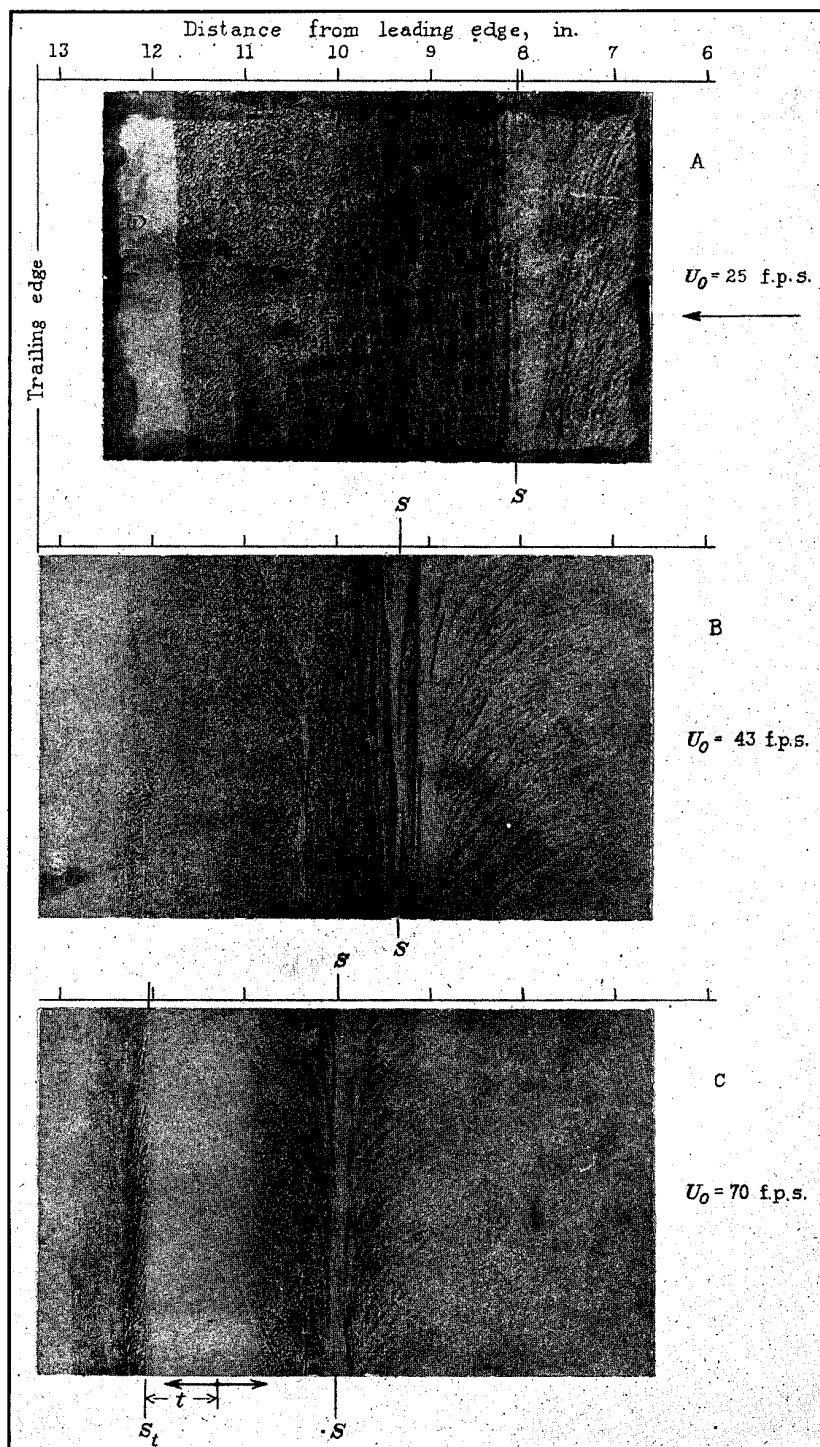 Distance from leading edge, in.
13 12 11 10 9 8 7 6
A
Trailing edge
U₀ = 25 f.p.s.
S
S
B
U₀ = 43 f.p.s.
S
S
C
U₀ = 70 f.p.s.
t
Sₜ
S